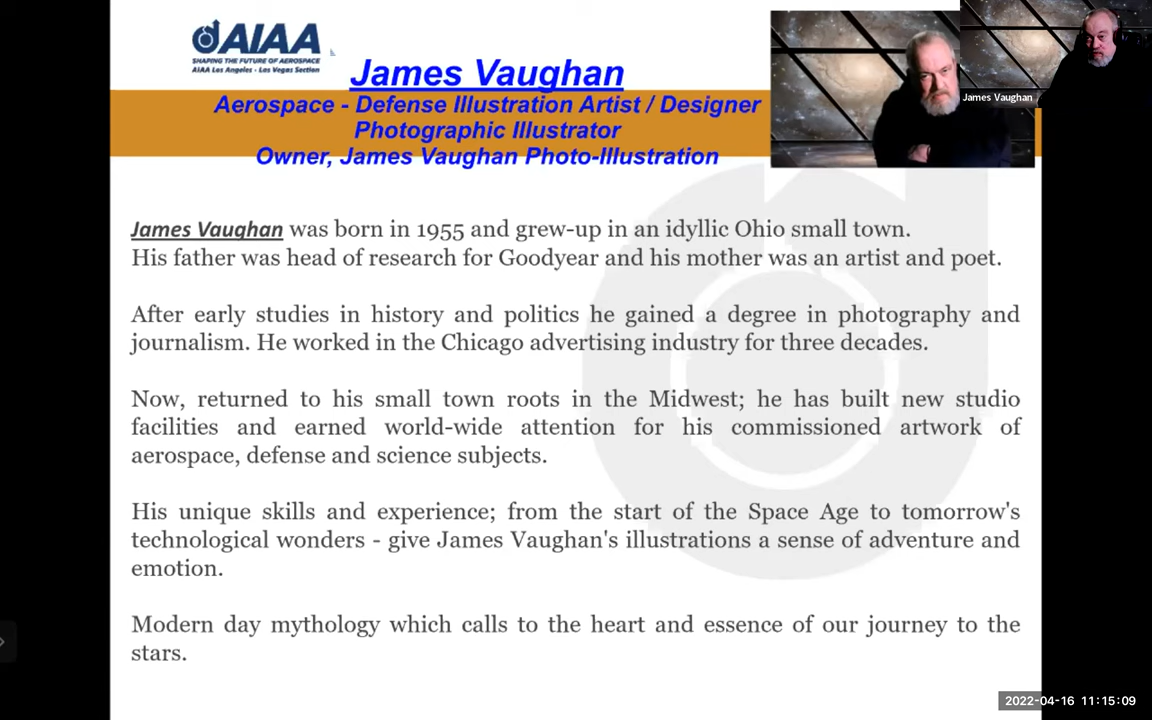 AIAA
SHAPING THE FUTURE OF AEROSPACE
AIAA Los Angeles - Las Vegas Section
James Vaughan
Aerospace - Defense Illustration Artist / Designer
Photographic Illustrator
Owner, James Vaughan Photo-Illustration
James Vaughan
James Vaughan was born in 1955 and grew-up in an idyllic Ohio small town.
His father was head of research for Goodyear and his mother was an artist and poet.
After early studies in history and politics he gained a degree in photography and
journalism. He worked in the Chicago advertising industry for three decades.
Now, returned to his small town roots in the Midwest; he has built new studio
facilities and earned world-wide attention for his commissioned artwork of
aerospace, defense and science subjects.
His unique skills and experience; from the start of the Space Age to tomorrow's
technological wonders - give James Vaughan's illustrations a sense of adventure and
emotion.
Modern day mythology which calls to the heart and essence of our journey to the
stars.
2022-04-16 11:15:09